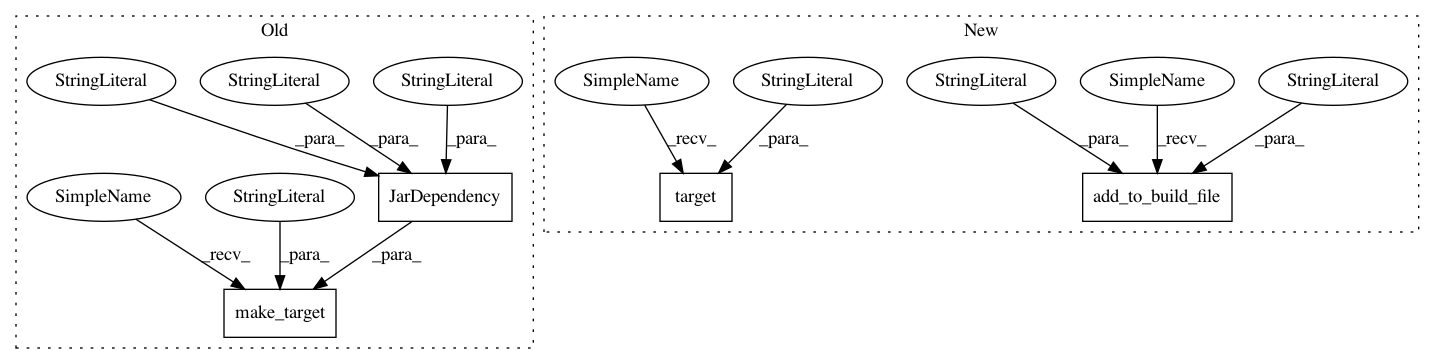 Old
StringLiteral
StringLiteral
StringLiteral
_para_
_para_
_para_
SimpleName
StringLiteral
JarDependency
_recv_
_para_
_para_
make_target
New
SimpleName
StringLiteral
StringLiteral
SimpleName
StringLiteral
_recv_
_para_
_para_
_recv_
_para_
target
add_to_build_file